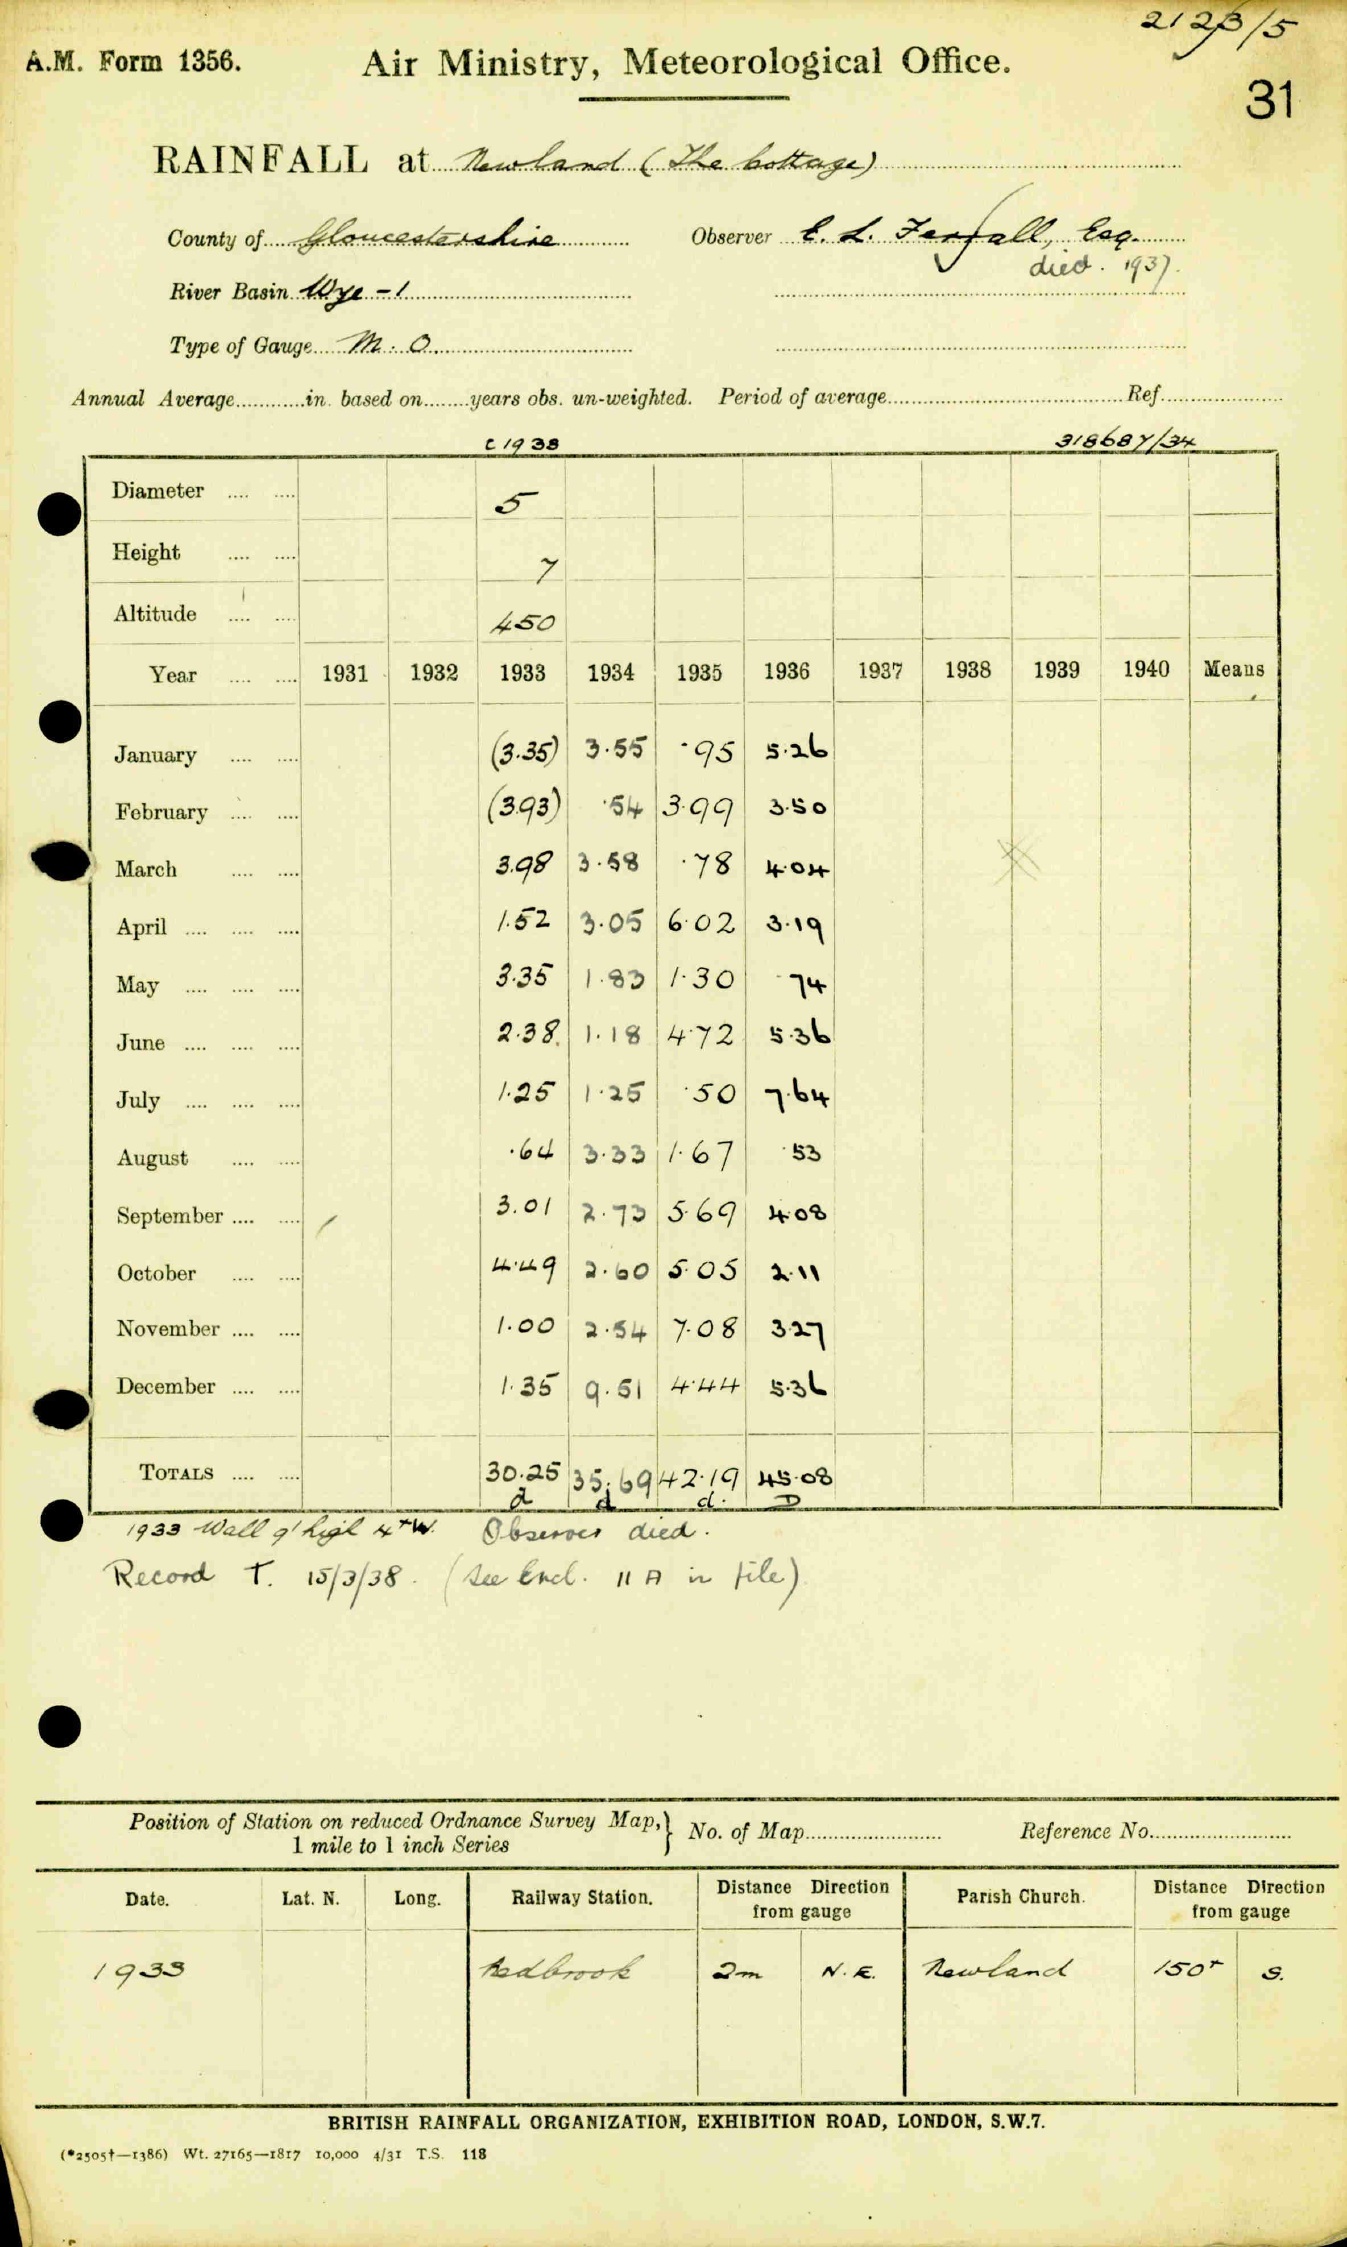 2123/5
A.M. Form 1356. Air Ministry, Meteorological Office.
31
RAINFALL at Newland (The Cottage)
County of Gloucestershire Observer C. L. Fergall, Esq.
died. 1937.
River Basin Wye - 1
Type of Gauge M. O.
Annual Average in. based on years obs. un-weighted. Period of average Ref.
c 1938 318687/34
Diameter 5
Height 7
Altitude 450
Year 1931 1932 1933 1934 1935 1936 1937 1938 1939 1940 Means
January (3.35) 3.55 .95 5.26
February (3.93) .54 3.99 3.50
March 3.98 3.58 .78 4.04
April 1.52 3.05 6.02 3.19
May 3.35 1.83 1.30 .74
June 2.38 1.18 4.72 5.36
July 1.25 1.25 .50 7.64
August .64 3.33 1.67 .53
September 3.01 2.73 5.69 4.08
October 4.49 2.60 5.05 2.11
November 1.00 2.54 7.08 3.27
December 1.35 9.51 4.44 5.36
TOTALS 30.25 35.69 42.19 45.08
d d d. D
1933 Wall 9' high 4+ W. Observer died.
Record T. 15/3/38. (See Encl. 11 A in file)
Position of Station on reduced Ordnance Survey Map, } No. of Map Reference No.
1 mile to 1 inch Series
Date. Lat. N. Long. Railway Station. Distance Direction from gauge Parish Church. Distance Direction from gauge
1933 Redbrook 2m N.E. Newland 150+ S.
BRITISH RAINFALL ORGANIZATION, EXHIBITION ROAD, LONDON, S.W.7.
(*2505†—1386) Wt. 27165—1817 10,000 4/31 T.S. 118